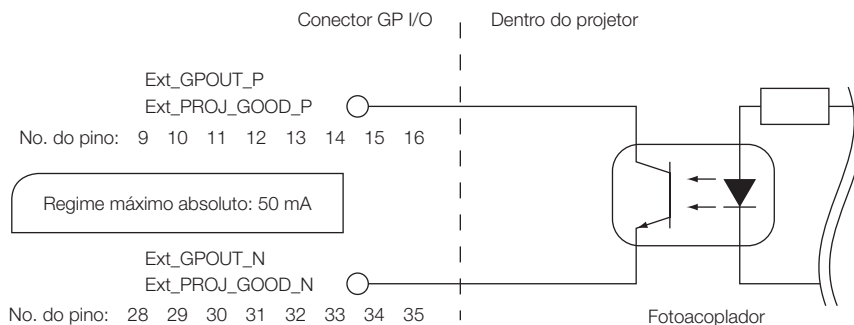 Conector GP I/O
Dentro do projetor
Ext_GPOUT_P
Ext_PROJ_GOOD_P
No. do pino: 9 10 11 12 13 14 15 16
Regime máximo absoluto: 50 mA
Ext_GPOUT_N
Ext_PROJ_GOOD_N
No. do pino: 28 29 30 31 32 33 34 35
Fotoacoplador